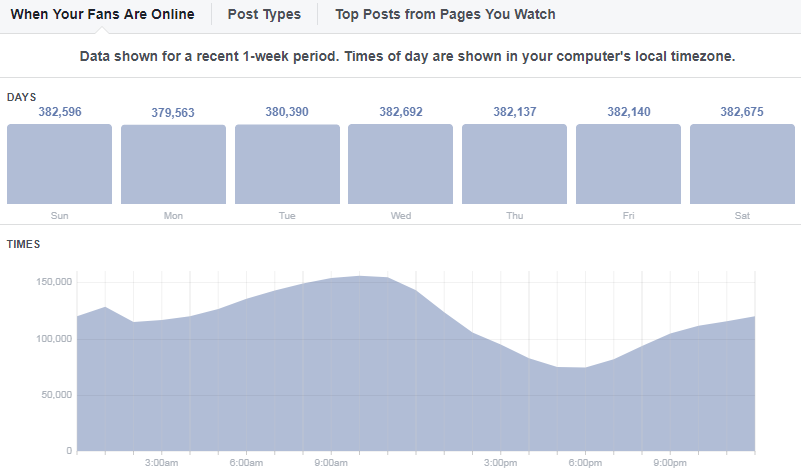 When Your Fans Are Online Post Types Top Posts from Pages You Watch
Data shown for a recent 1-week period. Times of day are shown in your computer's local timezone.
DAYS
382,596 379,563 380,390 382,692 382,137 382,140 382,675
Sun Mon Tue Wed Thu Fri Sat
TIMES
150,000
100,000
50,000
0
3:00am 6:00am 9:00am 3:00pm 6:00pm 9:00pm